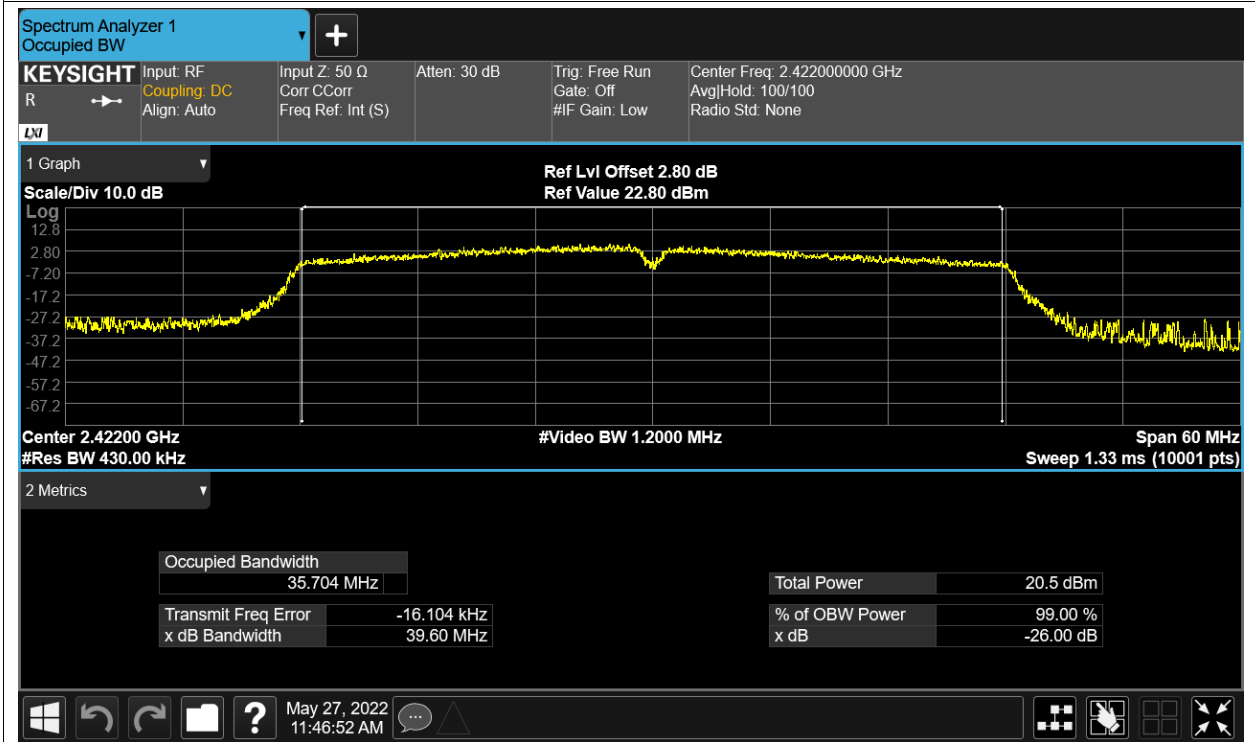 Spectrum Analyzer 1
Occupied BW
KEYSIGHT
R
LXI
Input: RF
Coupling: DC
Align: Auto
Input Z: 50 Ω
Corr CCorr
Freq Ref: Int (S)
Atten: 30 dB
Trig: Free Run
Gate: Off
#IF Gain: Low
Center Freq: 2.422000000 GHz
Avg|Hold: 100/100
Radio Std: None
1 Graph
Scale/Div 10.0 dB
Ref Lvl Offset 2.80 dB
Ref Value 22.80 dBm
Log
12.8
2.80
-7.20
-17.2
-27.2
-37.2
-47.2
-57.2
-67.2
Center 2.42200 GHz
#Video BW 1.2000 MHz
Span 60 MHz
#Res BW 430.00 kHz
Sweep 1.33 ms (10001 pts)
2 Metrics
Occupied Bandwidth
35.704 MHz
Total Power 20.5 dBm
Transmit Freq Error -16.104 kHz
% of OBW Power 99.00 %
x dB Bandwidth 39.60 MHz
x dB -26.00 dB
?
May 27, 2022
11:46:52 AM